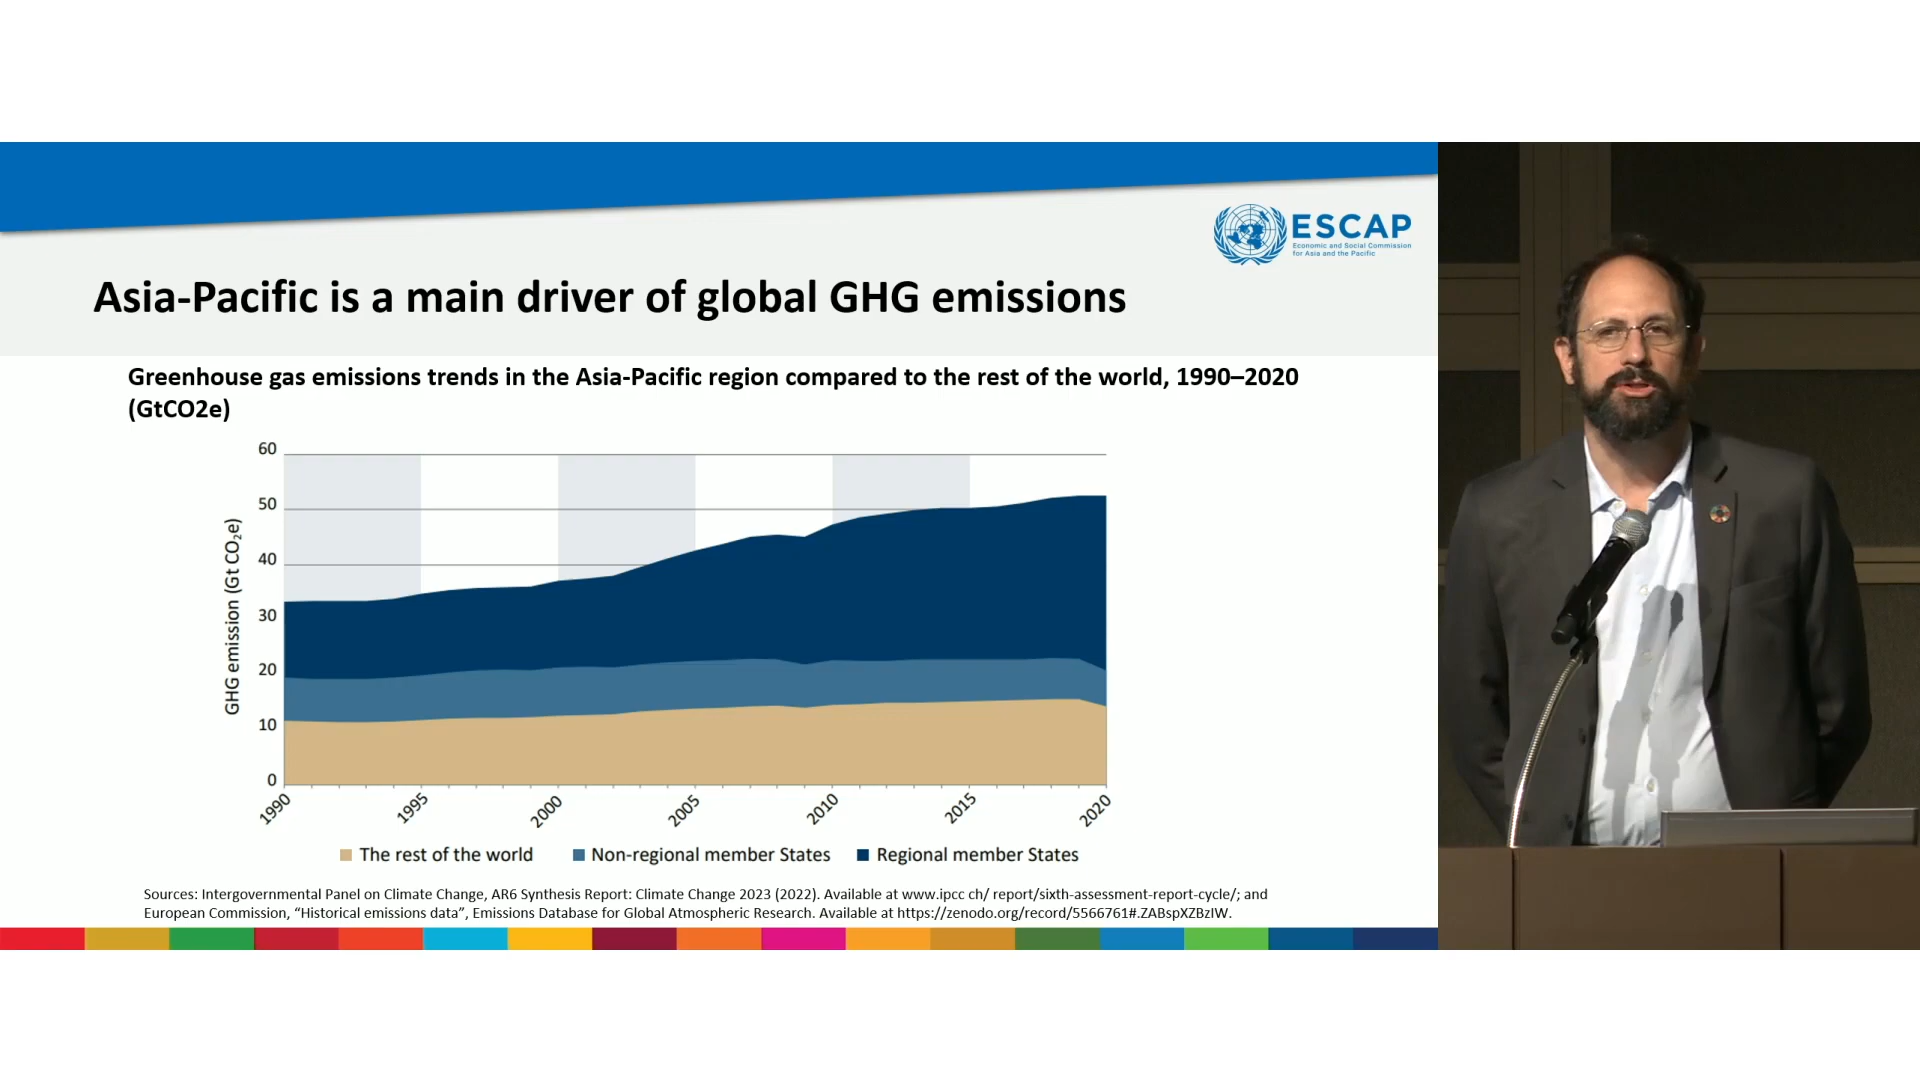 ESCAP
Economic and Social Commission
for Asia and the Pacific
Asia-Pacific is a main driver of global GHG emissions
Greenhouse gas emissions trends in the Asia-Pacific region compared to the rest of the world, 1990–2020
(GtCO2e)
GHG emission (Gt CO₂e)
60
50
40
30
20
10
0
1990
1995
2000
2005
2010
2015
2020
The rest of the world
Non-regional member States
Regional member States
Sources: Intergovernmental Panel on Climate Change, AR6 Synthesis Report: Climate Change 2023 (2022). Available at www.ipcc ch/ report/sixth-assessment-report-cycle/; and
European Commission, “Historical emissions data”, Emissions Database for Global Atmospheric Research. Available at https://zenodo.org/record/5566761#.ZABspXZBzIW.